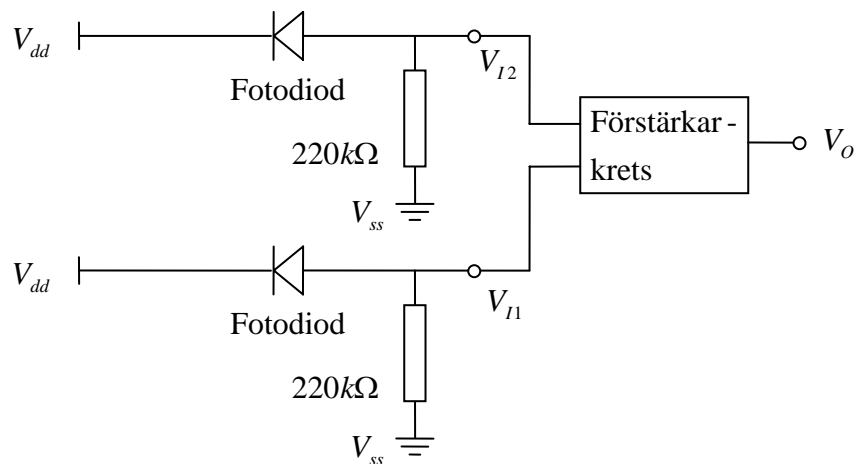 V_dd
Fotodiod
V_I2
220kΩ
V_ss
Förstärkar-
krets
V_O
V_dd
Fotodiod
V_I1
220kΩ
V_ss